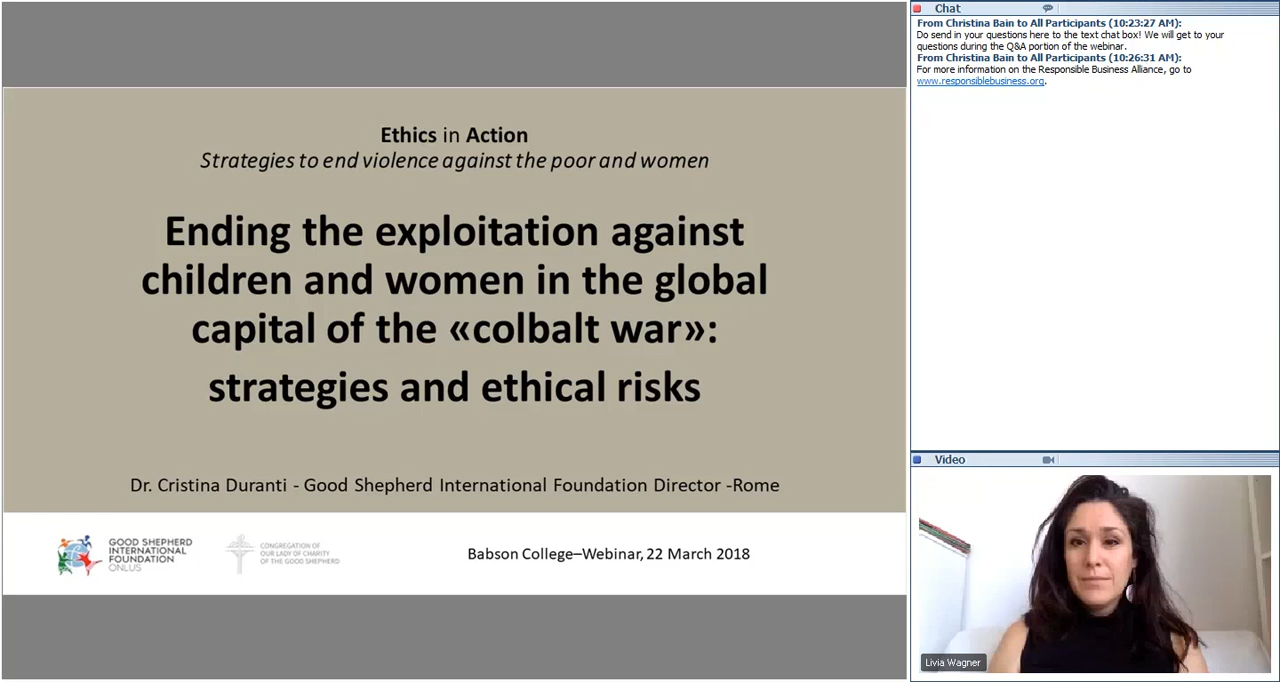 Ethics in Action
Strategies to end violence against the poor and women
Ending the exploitation against
children and women in the global
capital of the «colbalt war»:
strategies and ethical risks
Dr. Cristina Duranti - Good Shepherd International Foundation Director -Rome
GOOD SHEPHERD
INTERNATIONAL
FOUNDATION
ONLUS
CONGREGATION OF
OUR LADY OF CHARITY
OF THE GOOD SHEPHERD
Babson College–Webinar, 22 March 2018
Chat
From Christina Bain to All Participants (10:23:27 AM):
Do send in your questions here to the text chat box! We will get to your
questions during the Q&A portion of the webinar.
From Christina Bain to All Participants (10:26:31 AM):
For more information on the Responsible Business Alliance, go to
www.responsiblebusiness.org.
Video
Livia Wagner